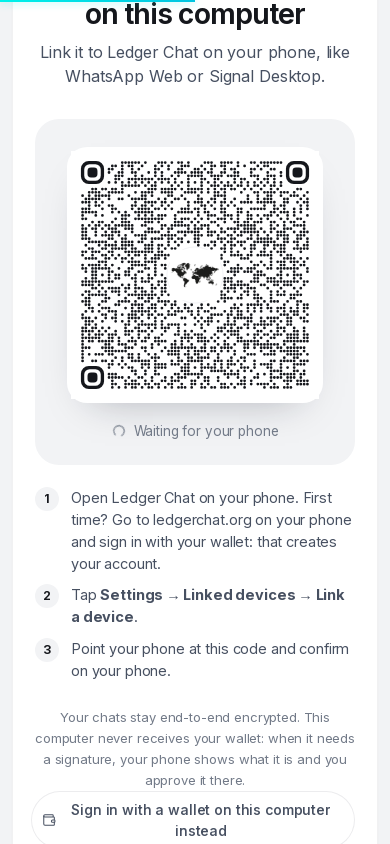 on this computer
Link it to Ledger Chat on your phone, like
WhatsApp Web or Signal Desktop.
Waiting for your phone
1 Open Ledger Chat on your phone. First
time? Go to ledgerchat.org on your phone
and sign in with your wallet: that creates
your account.
2 Tap Settings → Linked devices → Link
a device.
3 Point your phone at this code and confirm
on your phone.
Your chats stay end-to-end encrypted. This
computer never receives your wallet: when it needs
a signature, your phone shows what it is and you
approve it there.
Sign in with a wallet on this computer
instead